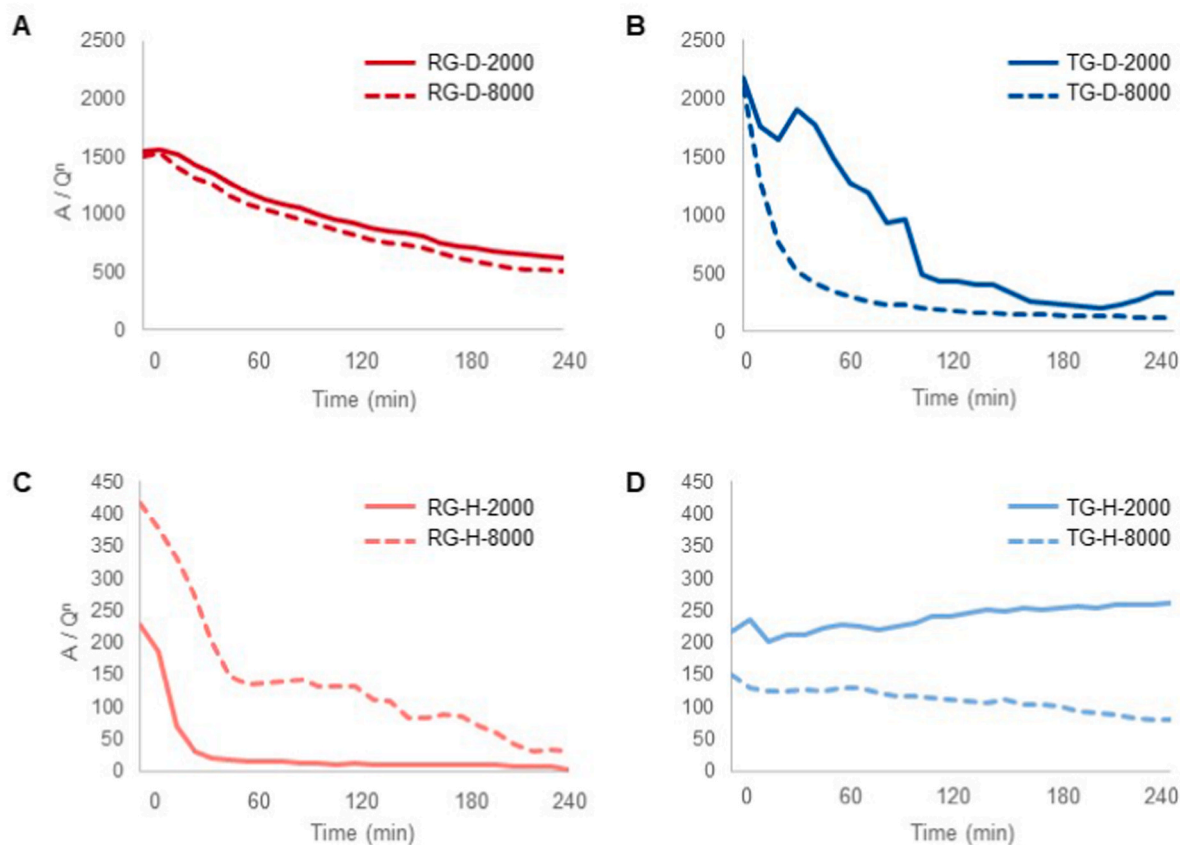 A
2500
2000
1500
1000
500
0
A / Qⁿ
RG-D-2000
RG-D-8000
0 60 120 180 240
Time (min)
B
2500
2000
1500
1000
500
0
TG-D-2000
TG-D-8000
0 60 120 180 240
Time (min)
C
450
400
350
300
250
200
150
100
50
0
A / Qⁿ
RG-H-2000
RG-H-8000
0 60 120 180 240
Time (min)
D
450
400
350
300
250
200
150
100
50
0
TG-H-2000
TG-H-8000
0 60 120 180 240
Time (min)